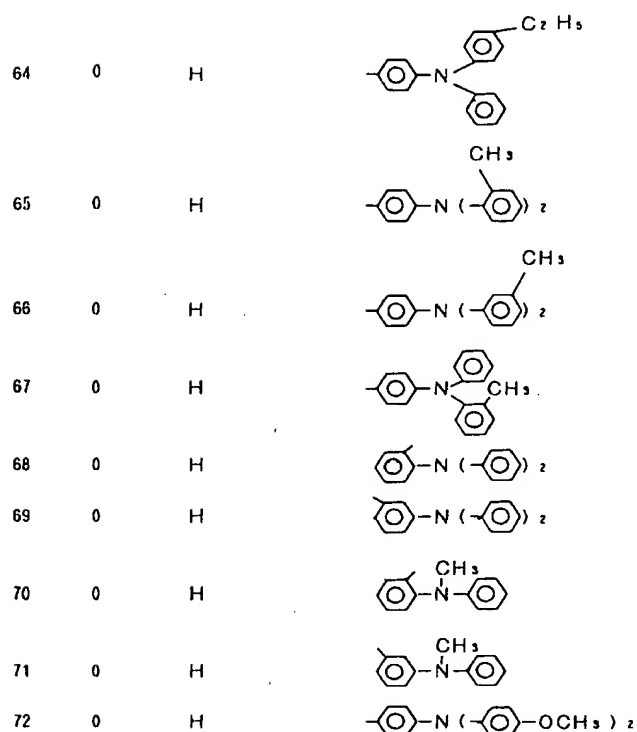 C₂H₅
64 0 H N
CH₃
65 0 H N ( )₂
CH₃
66 0 H N ( )₂
67 0 H N CH₃
68 0 H N ( )₂
69 0 H N ( )₂
CH₃
70 0 H N
CH₃
71 0 H N
72 0 H N ( OCH₃ )₂